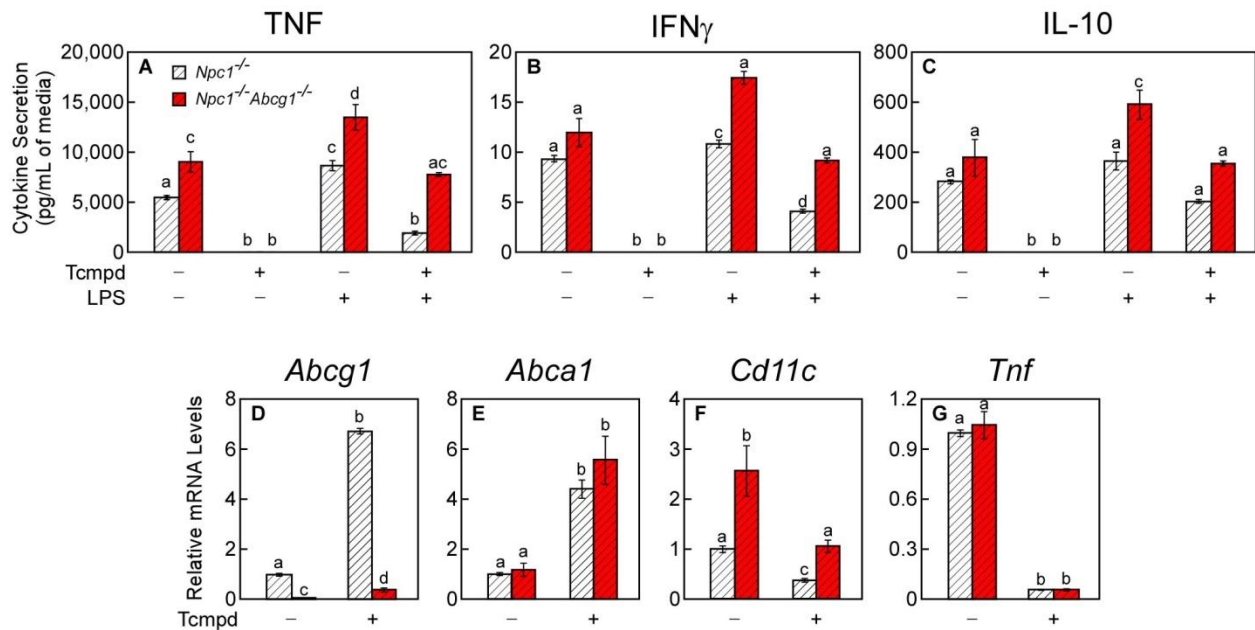 TNF IFNγ IL-10
Cytokine Secretion
(pg/mL of media)
20,000
15,000
10,000
5,000
0
A
Npc1-/-
Npc1-/-Abcg1-/-
a c b b c d b ac
20
15
10
5
0
B
a a b b c a d a
800
600
400
200
0
C
a a b b a c a a
Tcmpd − + − + − + − + − + − +
LPS − − + + − − + + − − + +
Abcg1 Abca1 Cd11c Tnf
Relative mRNA Levels
8
6
4
2
0
D
a c b d
8
6
4
2
0
E
a a b b
4
3
2
1
0
F
a b c a
1.2
0.9
0.6
0.3
0
G
a a b b
Tcmpd − + − + − + − +